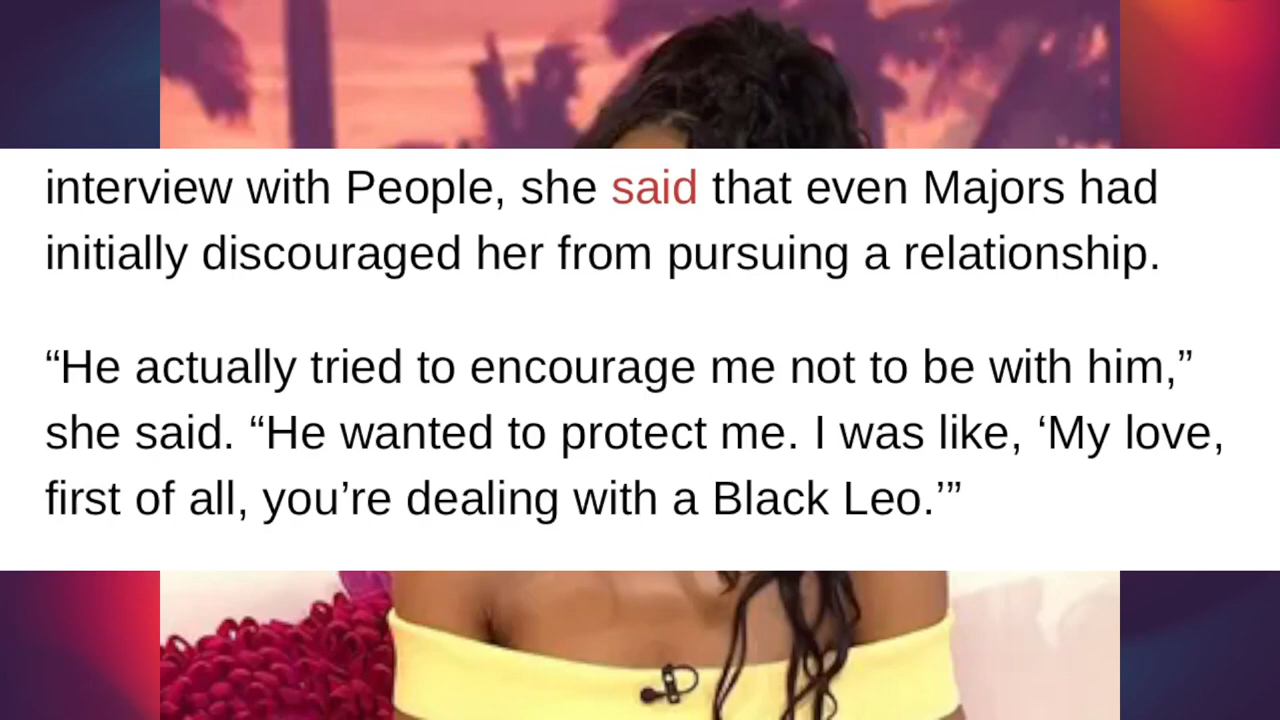 interview with People, she said that even Majors had
initially discouraged her from pursuing a relationship.
“He actually tried to encourage me not to be with him,”
she said. “He wanted to protect me. I was like, ‘My love,
first of all, you’re dealing with a Black Leo.’”